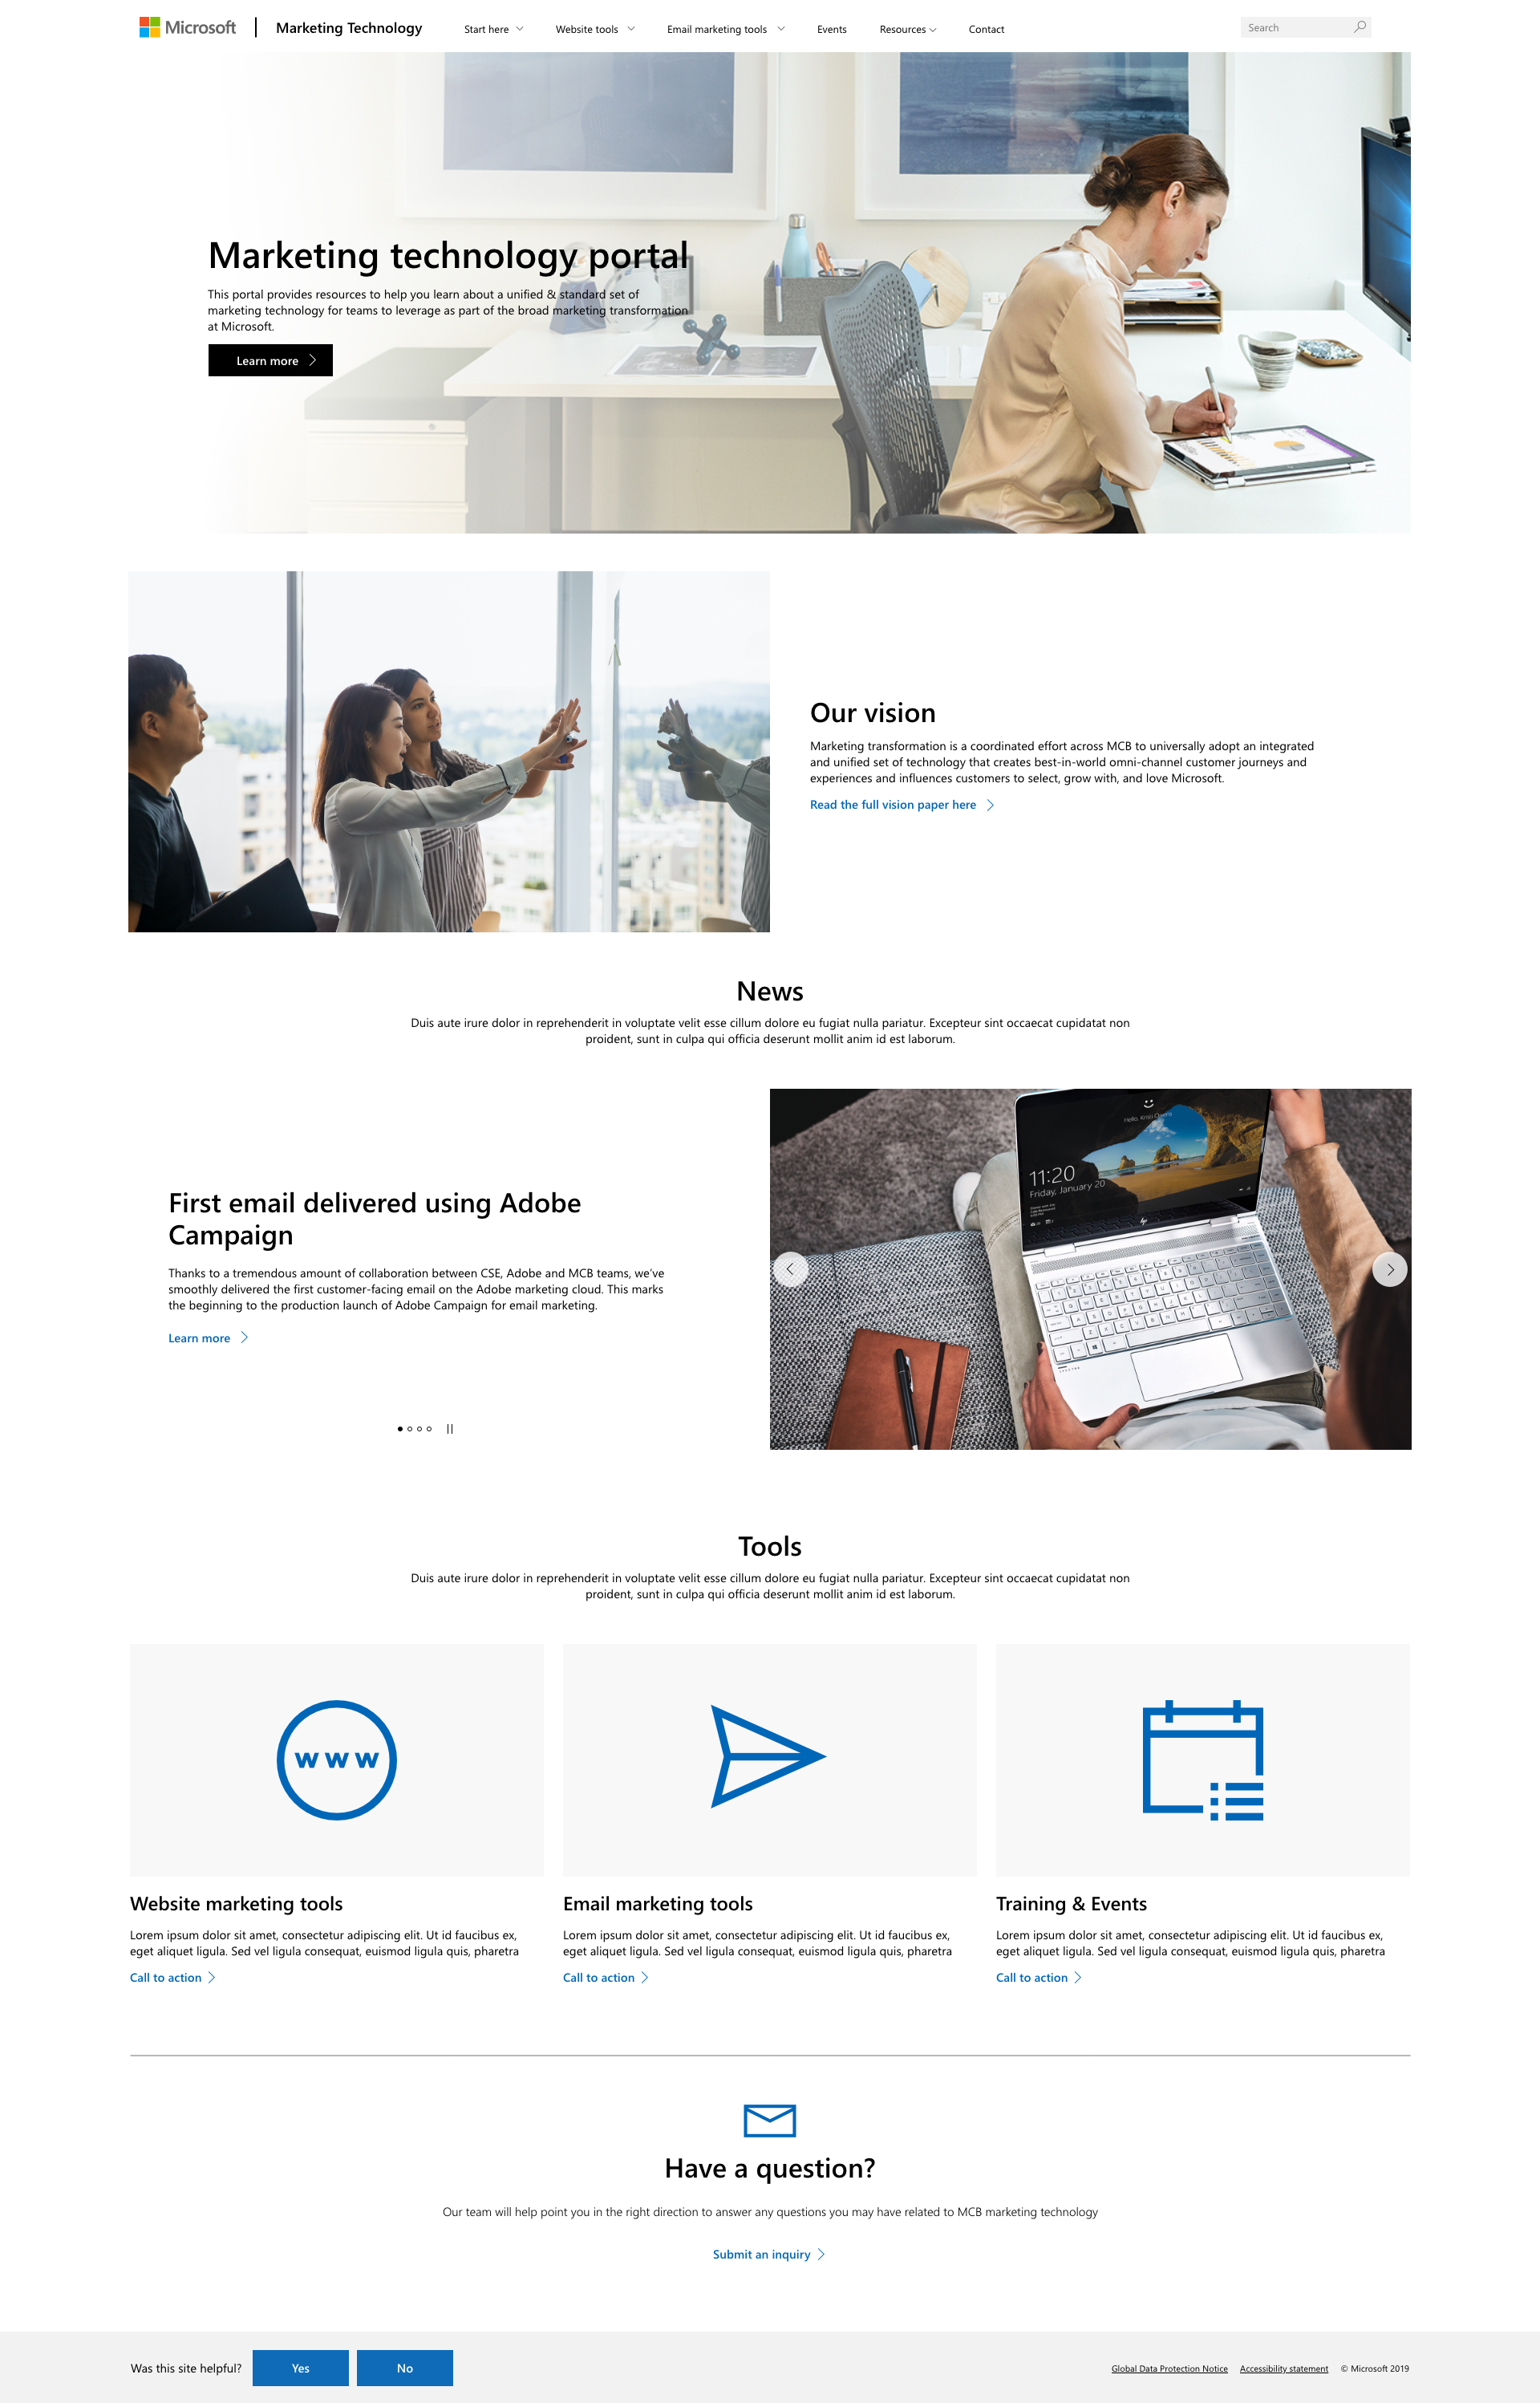 Microsoft
Marketing Technology
Start here
Website tools
Email marketing tools
Events
Resources
Contact
Search
Marketing technology portal
This portal provides resources to help you learn about a unified & standard set of
marketing technology for teams to leverage as part of the broad marketing transformation
at Microsoft.
Learn more
Our vision
Marketing transformation is a coordinated effort across MCB to universally adopt an integrated
and unified set of technology that creates best-in-world omni-channel customer journeys and
experiences and influences customers to select, grow with, and love Microsoft.
Read the full vision paper here
News
Duis aute irure dolor in reprehenderit in voluptate velit esse cillum dolore eu fugiat nulla pariatur. Excepteur sint occaecat cupidatat non
proident, sunt in culpa qui officia deserunt mollit anim id est laborum.
First email delivered using Adobe
Campaign
Thanks to a tremendous amount of collaboration between CSE, Adobe and MCB teams, we've
smoothly delivered the first customer-facing email on the Adobe marketing cloud. This marks
the beginning to the production launch of Adobe Campaign for email marketing.
Learn more
11:20
Friday, January 20
hp
Tools
Duis aute irure dolor in reprehenderit in voluptate velit esse cillum dolore eu fugiat nulla pariatur. Excepteur sint occaecat cupidatat non
proident, sunt in culpa qui officia deserunt mollit anim id est laborum.
www
Website marketing tools
Lorem ipsum dolor sit amet, consectetur adipiscing elit. Ut id faucibus ex,
eget aliquet ligula. Sed vel ligula consequat, euismod ligula quis, pharetra
Call to action
Email marketing tools
Lorem ipsum dolor sit amet, consectetur adipiscing elit. Ut id faucibus ex,
eget aliquet ligula. Sed vel ligula consequat, euismod ligula quis, pharetra
Call to action
Training & Events
Lorem ipsum dolor sit amet, consectetur adipiscing elit. Ut id faucibus ex,
eget aliquet ligula. Sed vel ligula consequat, euismod ligula quis, pharetra
Call to action
Have a question?
Our team will help point you in the right direction to answer any questions you may have related to MCB marketing technology
Submit an inquiry
Was this site helpful?
Yes
No
Global Data Protection Notice
Accessibility statement
© Microsoft 2019